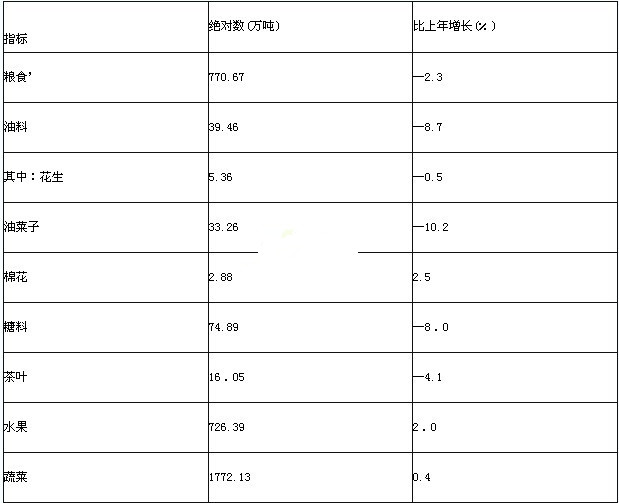 指标 绝对数(万吨) 比上年增长(%)
粮食’ 770.67 —2.3
油料 39.46 —8.7
其中：花生 5.36 —0.5
油菜子 33.26 —10.2
棉花 2.88 2.5
糖料 74.89 —8.0
茶叶 16.05 —4.1
水果 726.39 2.0
蔬菜 1772.13 0.4